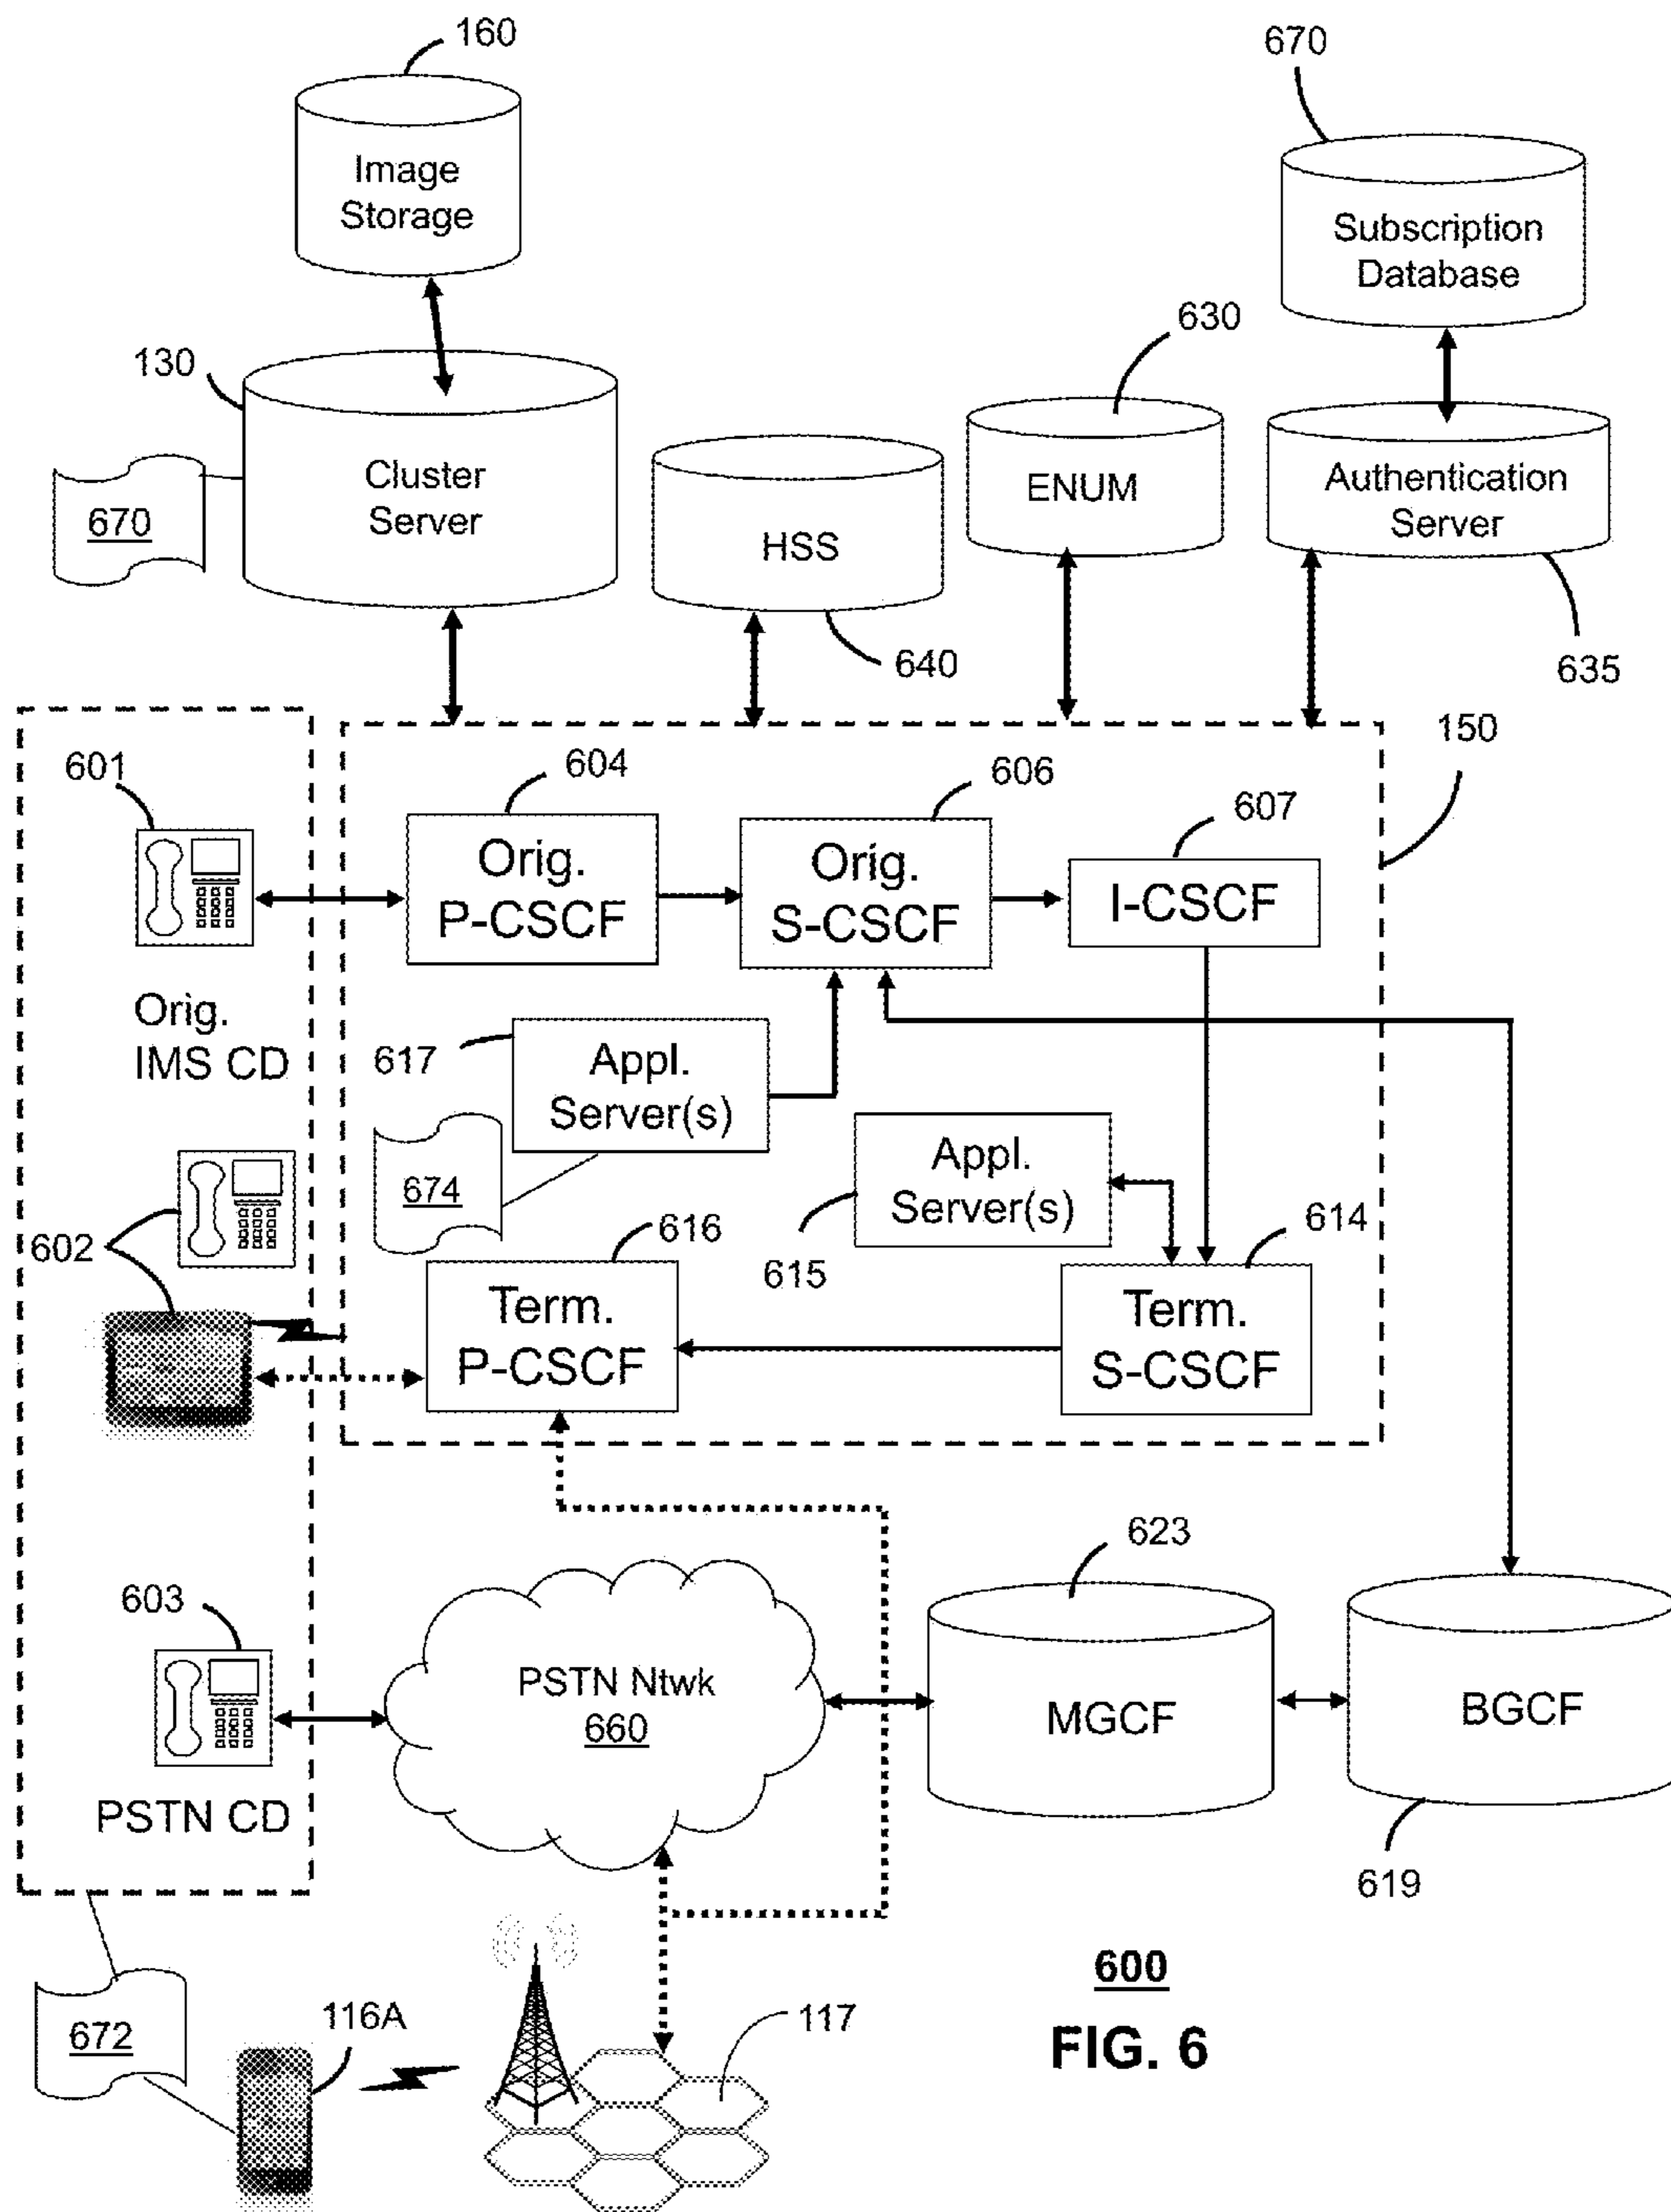 160
670
Image
Storage
Subscription
Database
630
130
Cluster
Server
670
ENUM
Authentication
Server
HSS
640
635
150
601
604
606
607
Orig.
P-CSCF
Orig.
S-CSCF
I-CSCF
Orig.
IMS CD
617
Appl.
Server(s)
674
Appl.
Server(s)
602
616
615
614
Term.
P-CSCF
Term.
S-CSCF
623
603
PSTN Ntwk
660
MGCF
BGCF
PSTN CD
619
600
672
116A
117
FIG. 6